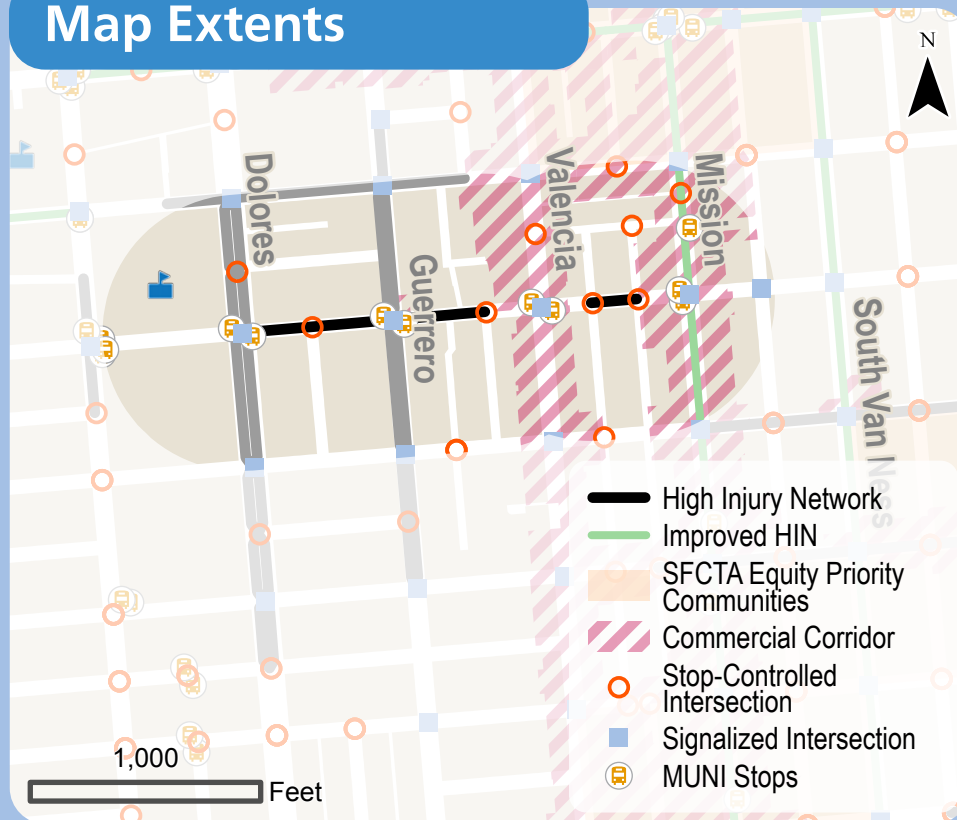 Map Extents
N
Dolores
Valencia
Mission
Guerrero
South Van Ness
High Injury Network
Improved HIN
SFCTA Equity Priority
Communities
Commercial Corridor
Stop-Controlled
Intersection
Signalized Intersection
MUNI Stops
1,000
Feet